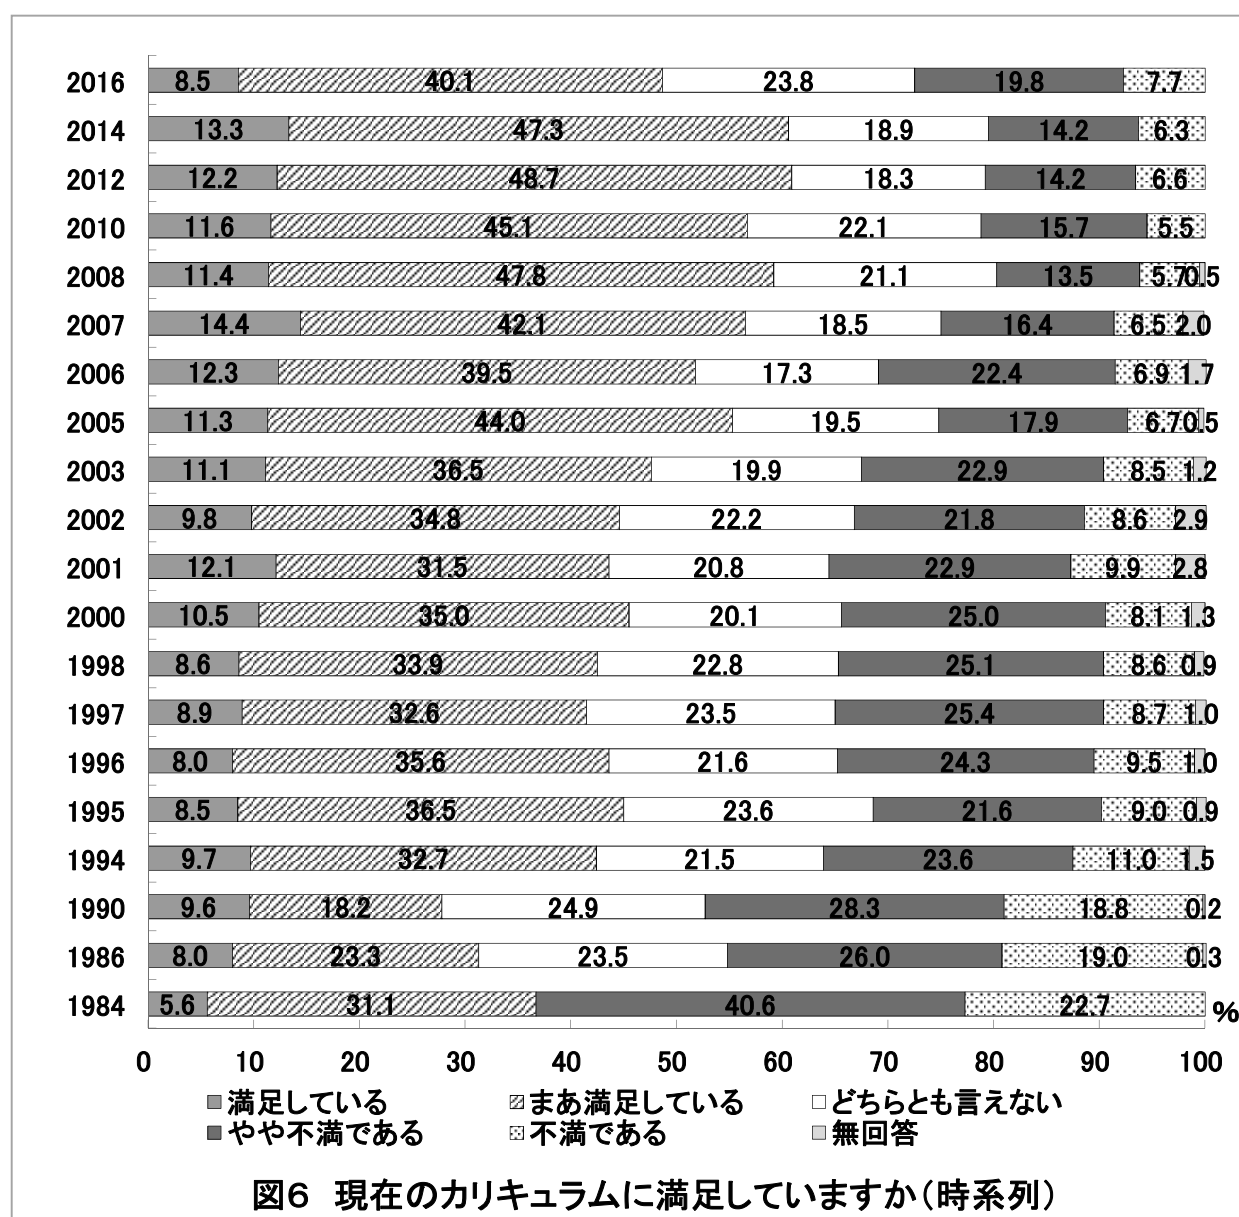 2016 8.5 40.1 23.8 19.8 7.7
2014 13.3 47.3 18.9 14.2 6.3
2012 12.2 48.7 18.3 14.2 6.6
2010 11.6 45.1 22.1 15.7 5.5
2008 11.4 47.8 21.1 13.5 5.7 0.5
2007 14.4 42.1 18.5 16.4 6.5 2.0
2006 12.3 39.5 17.3 22.4 6.9 1.7
2005 11.3 44.0 19.5 17.9 6.7 0.5
2003 11.1 36.5 19.9 22.9 8.5 1.2
2002 9.8 34.8 22.2 21.8 8.6 2.9
2001 12.1 31.5 20.8 22.9 9.9 2.8
2000 10.5 35.0 20.1 25.0 8.1 1.3
1998 8.6 33.9 22.8 25.1 8.6 0.9
1997 8.9 32.6 23.5 25.4 8.7 1.0
1996 8.0 35.6 21.6 24.3 9.5 1.0
1995 8.5 36.5 23.6 21.6 9.0 0.9
1994 9.7 32.7 21.5 23.6 11.0 1.5
1990 9.6 18.2 24.9 28.3 18.8 0.2
1986 8.0 23.3 23.5 26.0 19.0 0.3
1984 5.6 31.1 40.6 22.7 %
0 10 20 30 40 50 60 70 80 90 100
満足している まあ満足している どちらとも言えない
やや不満である 不満である 無回答
図６　現在のカリキュラムに満足していますか（時系列）